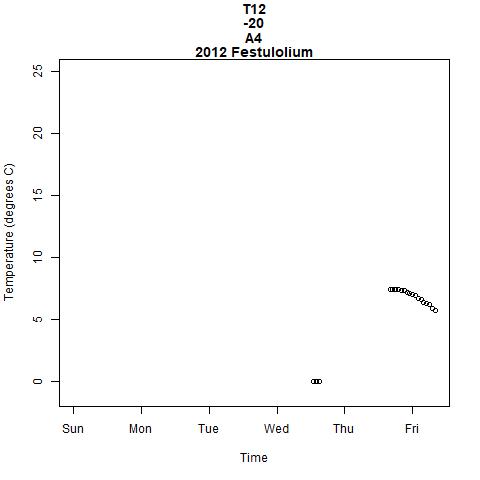 T12
-20
A4
2012 Festulolium
Temperature (degrees C)
25
20
15
10
5
0
Sun Mon Tue Wed Thu Fri
Time